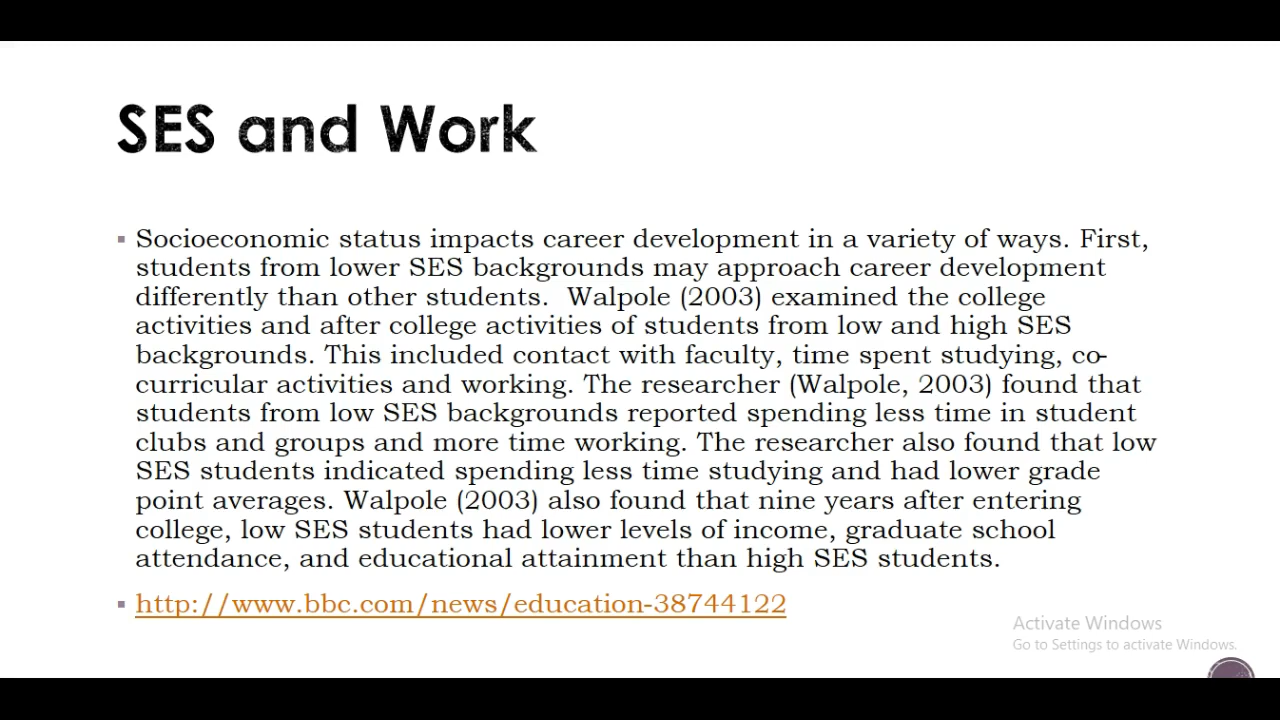 SES and Work
Socioeconomic status impacts career development in a variety of ways. First,
students from lower SES backgrounds may approach career development
differently than other students.  Walpole (2003) examined the college
activities and after college activities of students from low and high SES
backgrounds. This included contact with faculty, time spent studying, co-
curricular activities and working. The researcher (Walpole, 2003) found that
students from low SES backgrounds reported spending less time in student
clubs and groups and more time working. The researcher also found that low
SES students indicated spending less time studying and had lower grade
point averages. Walpole (2003) also found that nine years after entering
college, low SES students had lower levels of income, graduate school
attendance, and educational attainment than high SES students.
http://www.bbc.com/news/education-38744122
Activate Windows
Go to Settings to activate Windows.